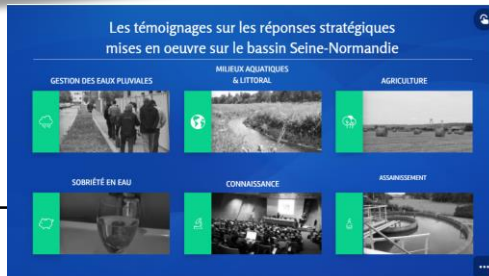 Les témoignages sur les réponses stratégiques
mises en oeuvre sur le bassin Seine-Normandie
GESTION DES EAUX PLUVIALES
MILIEUX AQUATIQUES
& LITTORAL
AGRICULTURE
SOBRIÉTÉ EN EAU
CONNAISSANCE
ASSAINISSEMENT